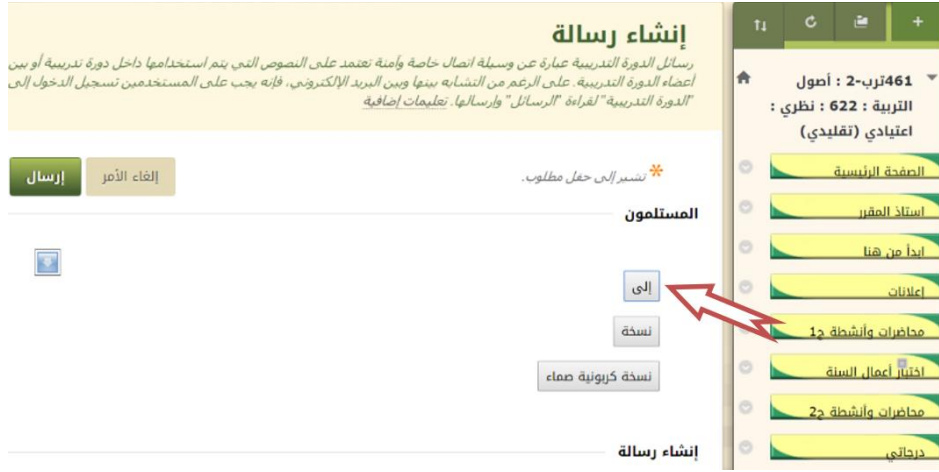 إنشاء رسالة
رسائل الدورة التدريبية عبارة عن وسيلة اتصال خاصة وآمنة تعتمد على النصوص التي يتم استخدامها داخل دورة تدريبية أو بين
أعضاء الدورة التدريبية. على الرغم من التشابه بينها وبين البريد الإلكتروني، فإنه يجب على المستخدمين تسجيل الدخول إلى
"الدورة التدريبية" لقراءة "الرسائل" وإرسالها. تعليمات إضافية
تشير إلى حقل مطلوب.
إلغاء الأمر
إرسال
المستلمون
إلى
نسخة
نسخة كربونية صماء
إنشاء رسالة
461ترب-2 : أصول
التربية : 622 : نظري :
اعتيادي (تقليدي)
الصفحة الرئيسية
استاذ المقرر
ابدأ من هنا
إعلانات
محاضرات وأنشطة ج1
اختبار أعمال السنة
محاضرات وأنشطة ج2
درجاتي